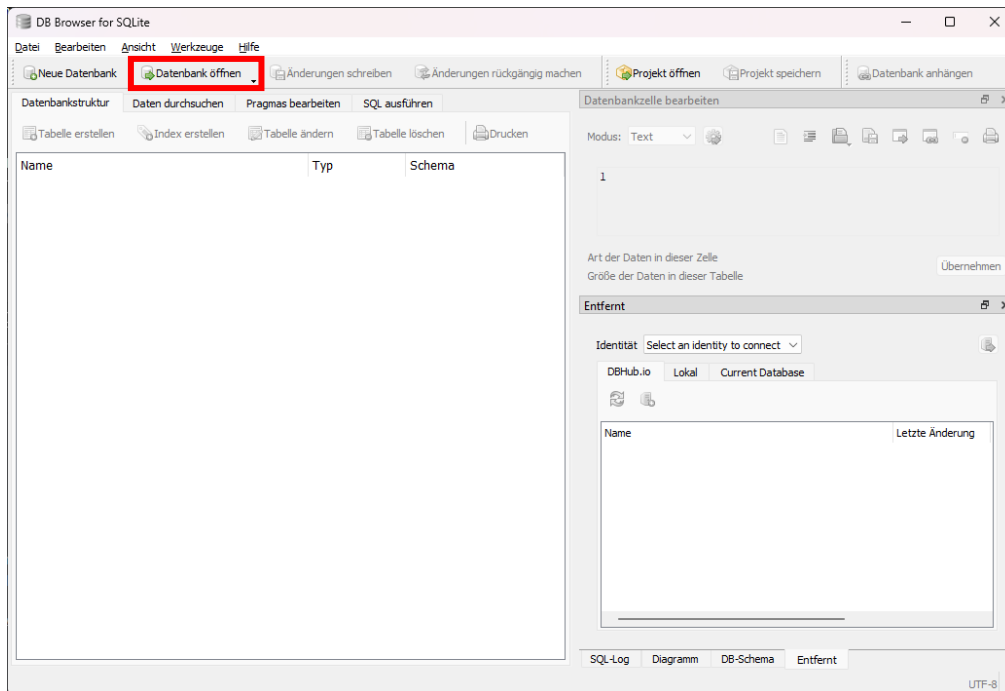 DB Browser for SQLite
Datei Bearbeiten Ansicht Werkzeuge Hilfe
Neue Datenbank Datenbank öffnen Änderungen schreiben Änderungen rückgängig machen Projekt öffnen Projekt speichern Datenbank anhängen
Datenbankstruktur Daten durchsuchen Pragmas bearbeiten SQL ausführen
Tabelle erstellen Index erstellen Tabelle ändern Tabelle löschen Drucken
Name Typ Schema
Datenbankzelle bearbeiten
Modus: Text
1
Art der Daten in dieser Zelle
Größe der Daten in dieser Tabelle
Übernehmen
Entfernt
Identität Select an identity to connect
DBHub.io Lokal Current Database
Name Letzte Änderung
SQL-Log Diagramm DB-Schema Entfernt
UTF-8